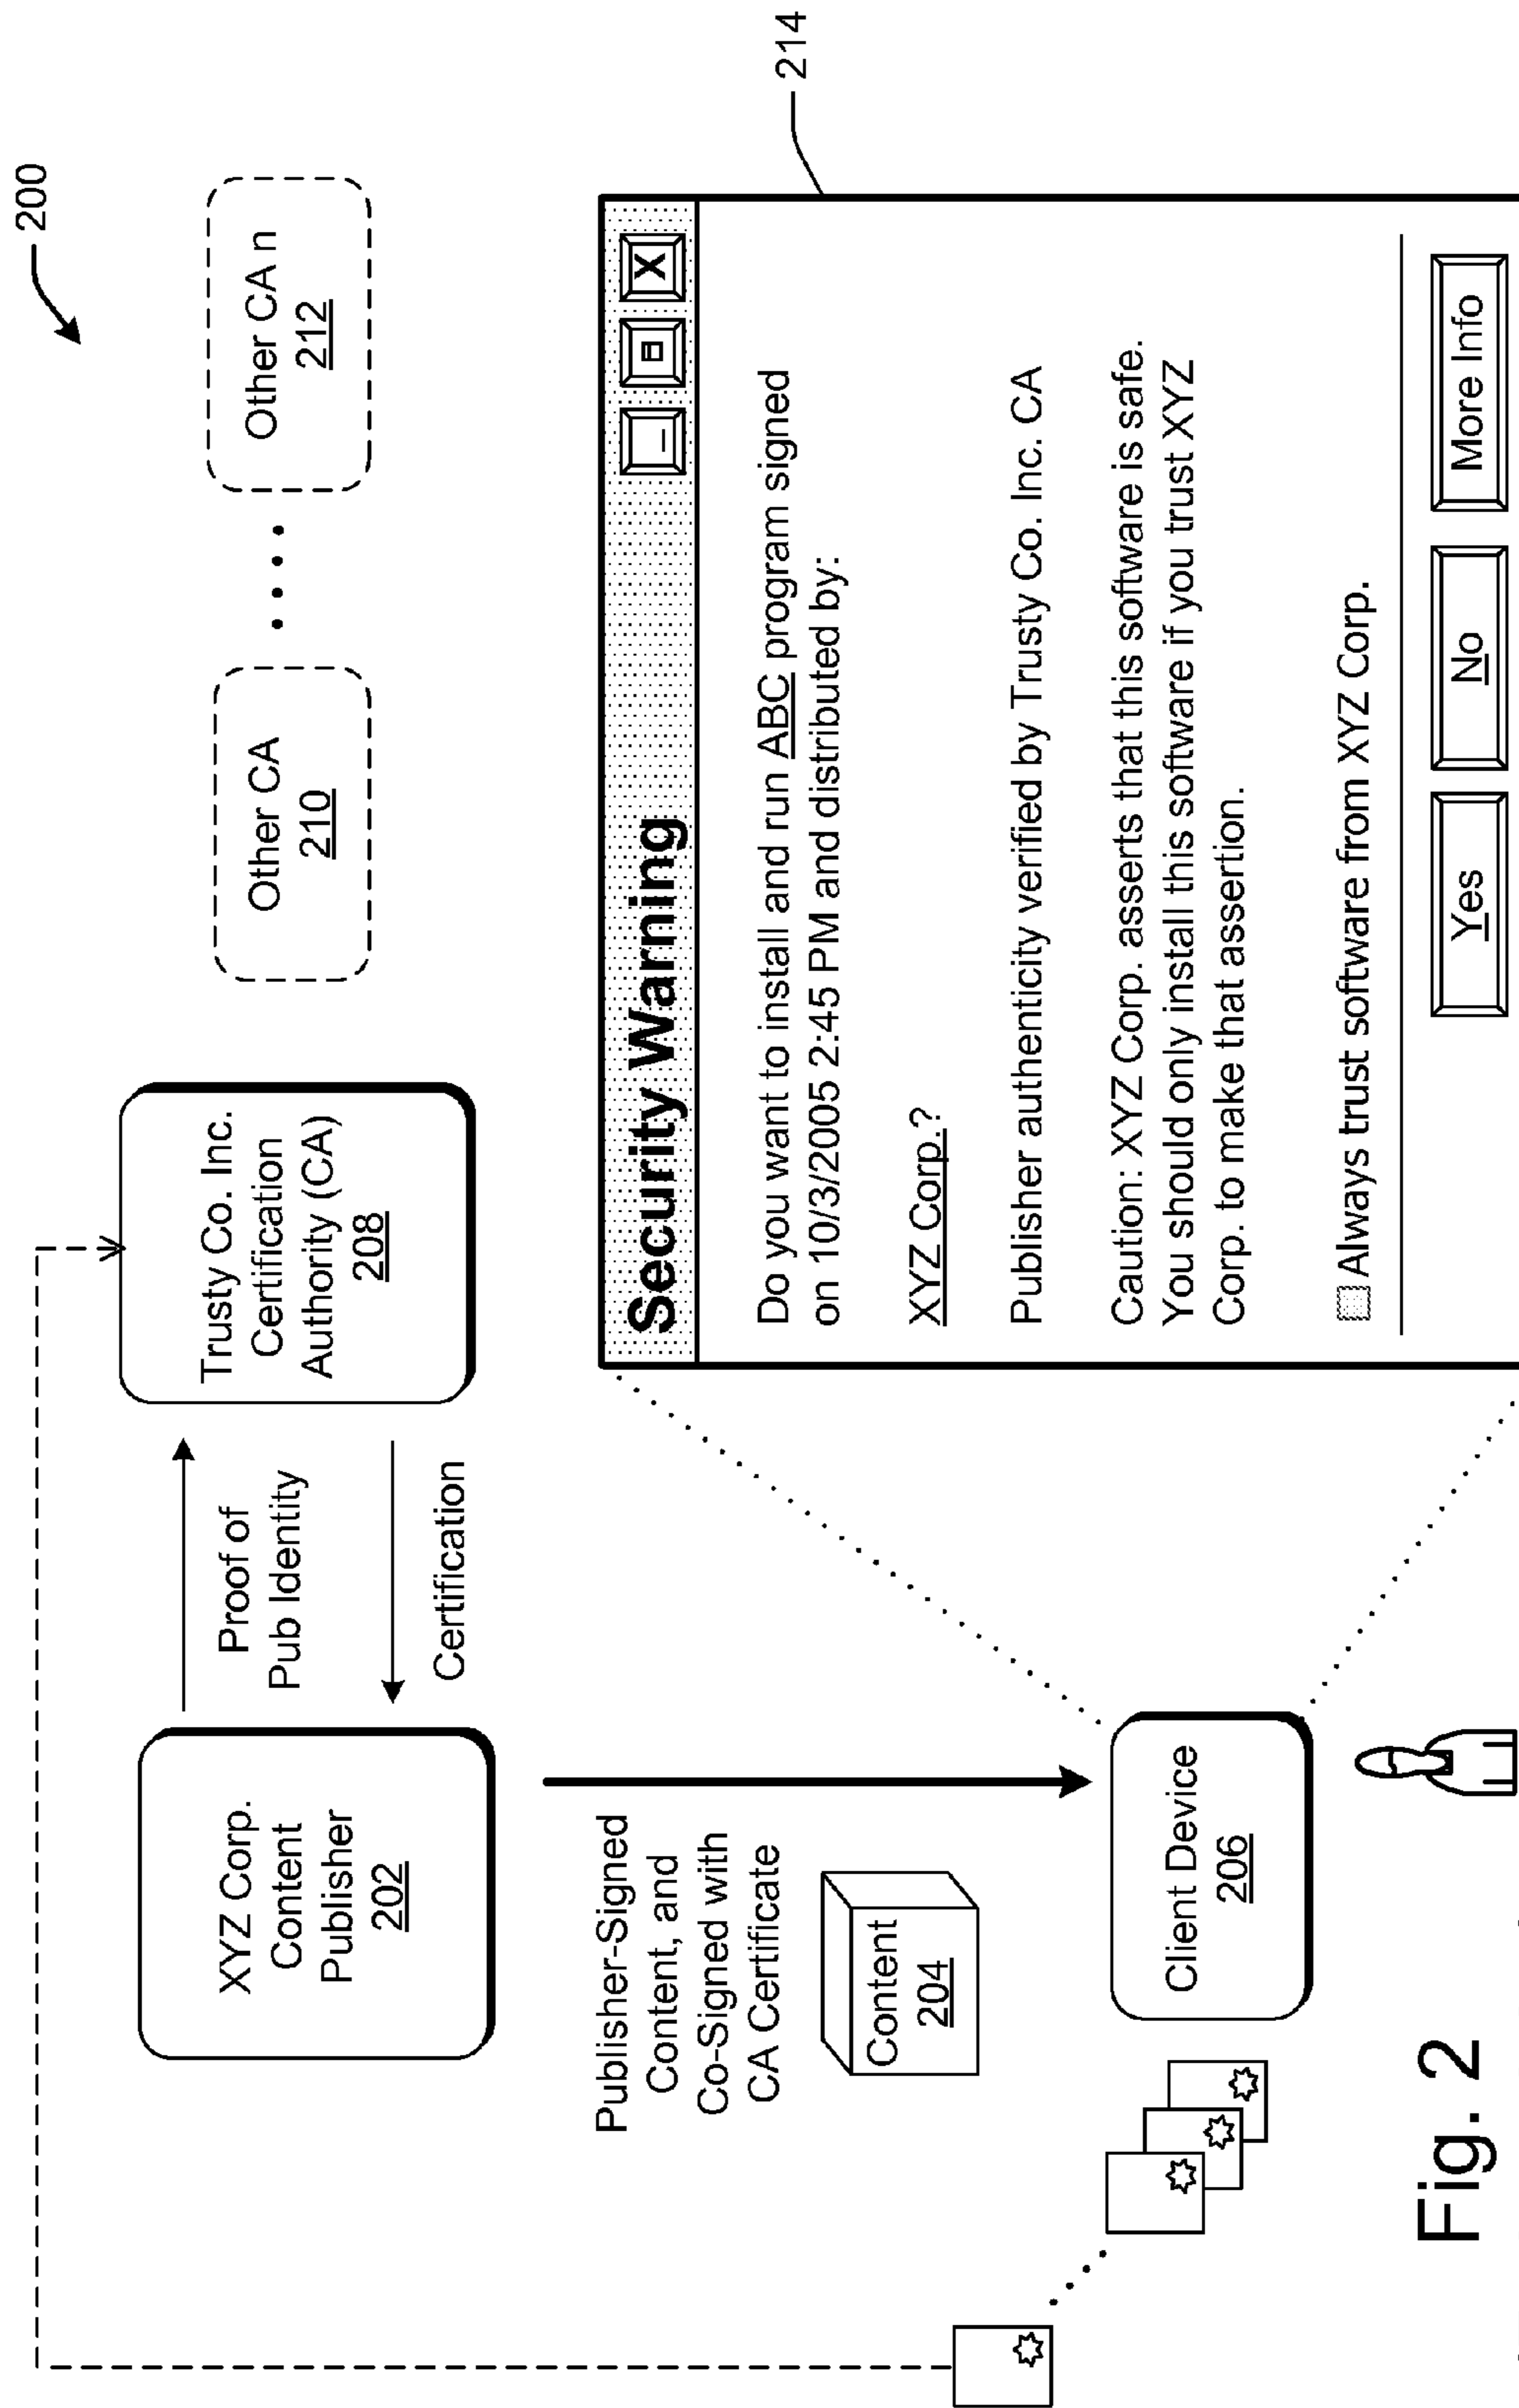 200
XYZ Corp.
Content
Publisher
202
Proof of
Pub Identity
Certification
Trusty Co. Inc.
Certification
Authority (CA)
208
Other CA
210
Other CA n
212
Publisher-Signed
Content, and
Co-Signed with
CA Certificate
Content
204
Client Device
206
214
Security Warning
Do you want to install and run ABC program signed
on 10/3/2005 2:45 PM and distributed by:
XYZ Corp.?
Publisher authenticity verified by Trusty Co. Inc. CA
Caution: XYZ Corp. asserts that this software is safe.
You should only install this software if you trust XYZ
Corp. to make that assertion.
Always trust software from XYZ Corp.
Yes
No
More Info
Fig. 2